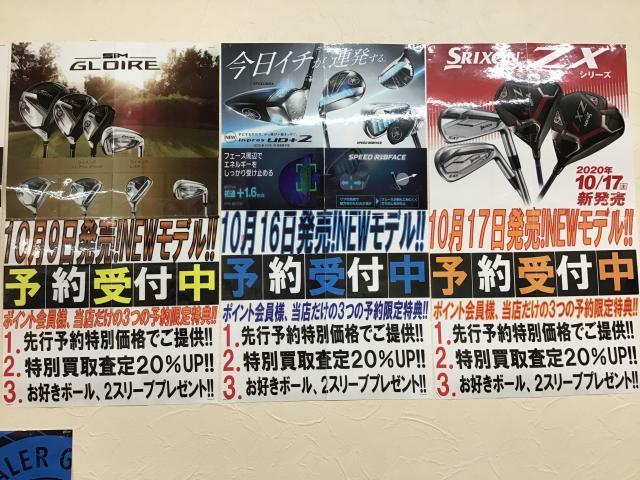 SIM
GLOIRE
10月9日発売!!NEWモデル!!
予約受付中
ポイント会員様、当店だけの3つの予約限定特典!!
1. 先行予約特別価格でご提供!!
2. 特別買取査定20%UP!!
3. お好きボール、2スリーブプレゼント!!
今日イチが、連発する。
NEW
inpres UD+2
フェース周辺で
エネルギーを
しっかり受け止める
初速 +1.6
SPEED RIBFACE
10月16日発売!!NEWモデル!!
予約受付中
ポイント会員様、当店だけの3つの予約限定特典!!
1. 先行予約特別価格でご提供!!
2. 特別買取査定20%UP!!
3. お好きボール、2スリーブプレゼント!!
SRIXON ZX
シリーズ
2020年
10/17 土
新発売
10月17日発売!!NEWモデル!!
予約受付中
ポイント会員様、当店だけの3つの予約限定特典!!
1. 先行予約特別価格でご提供!!
2. 特別買取査定20%UP!!
3. お好きボール、2スリーブプレゼント!!
ALER G